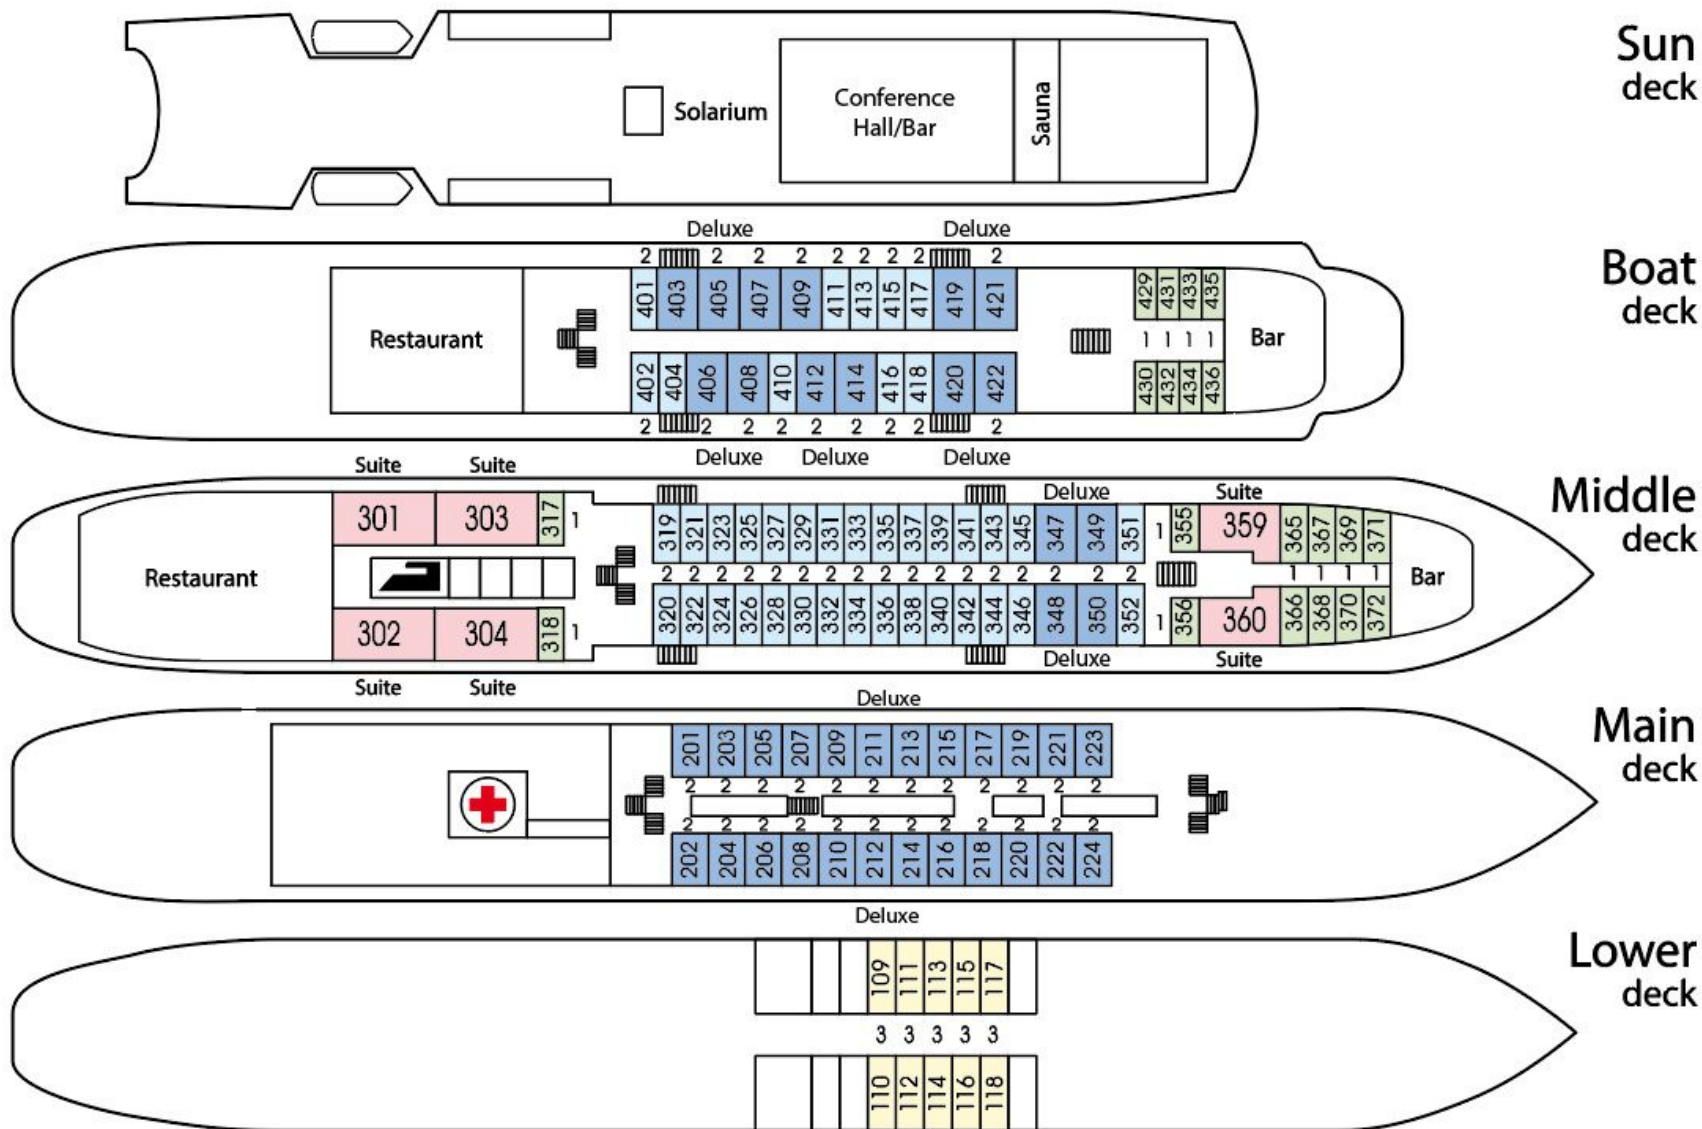 Sun
deck
Solarium
Conference
Hall/Bar
Sauna
Deluxe Deluxe
Boat
deck
2 2 2 2 2 2 2 2 2
401 403 405 407 409 411 413 415 417 419 421
429 431 433 435
Restaurant
1 1 1 1
Bar
402 404 406 408 410 412 414 416 418 420 422
430 432 434 436
2 2 2 2 2 2 2 2 2
Deluxe Deluxe Deluxe
Suite Suite
Middle
deck
Deluxe Suite
301 303 317 1
319 321 323 325 327 329 331 333 335 337 339 341 343 345 347 349 351 1 355 359 365 367 369 371
Restaurant
2 2 2 2 2 2 2 2 2 2 2 2 2 2 2 2 2
1 1 1 1
Bar
302 304 318 1
320 322 324 326 328 330 332 334 336 338 340 342 344 346 348 350 352 1 356 360 366 368 370 372
Deluxe Suite
Suite Suite
Deluxe
Main
deck
201 203 205 207 209 211 213 215 217 219 221 223
2 2 2 2 2 2 2 2 2 2 2 2
2 2 2 2 2 2 2 2 2 2 2 2
202 204 206 208 210 212 214 216 218 220 222 224
Deluxe
Lower
deck
109 111 113 115 117
3 3 3 3 3
110 112 114 116 118